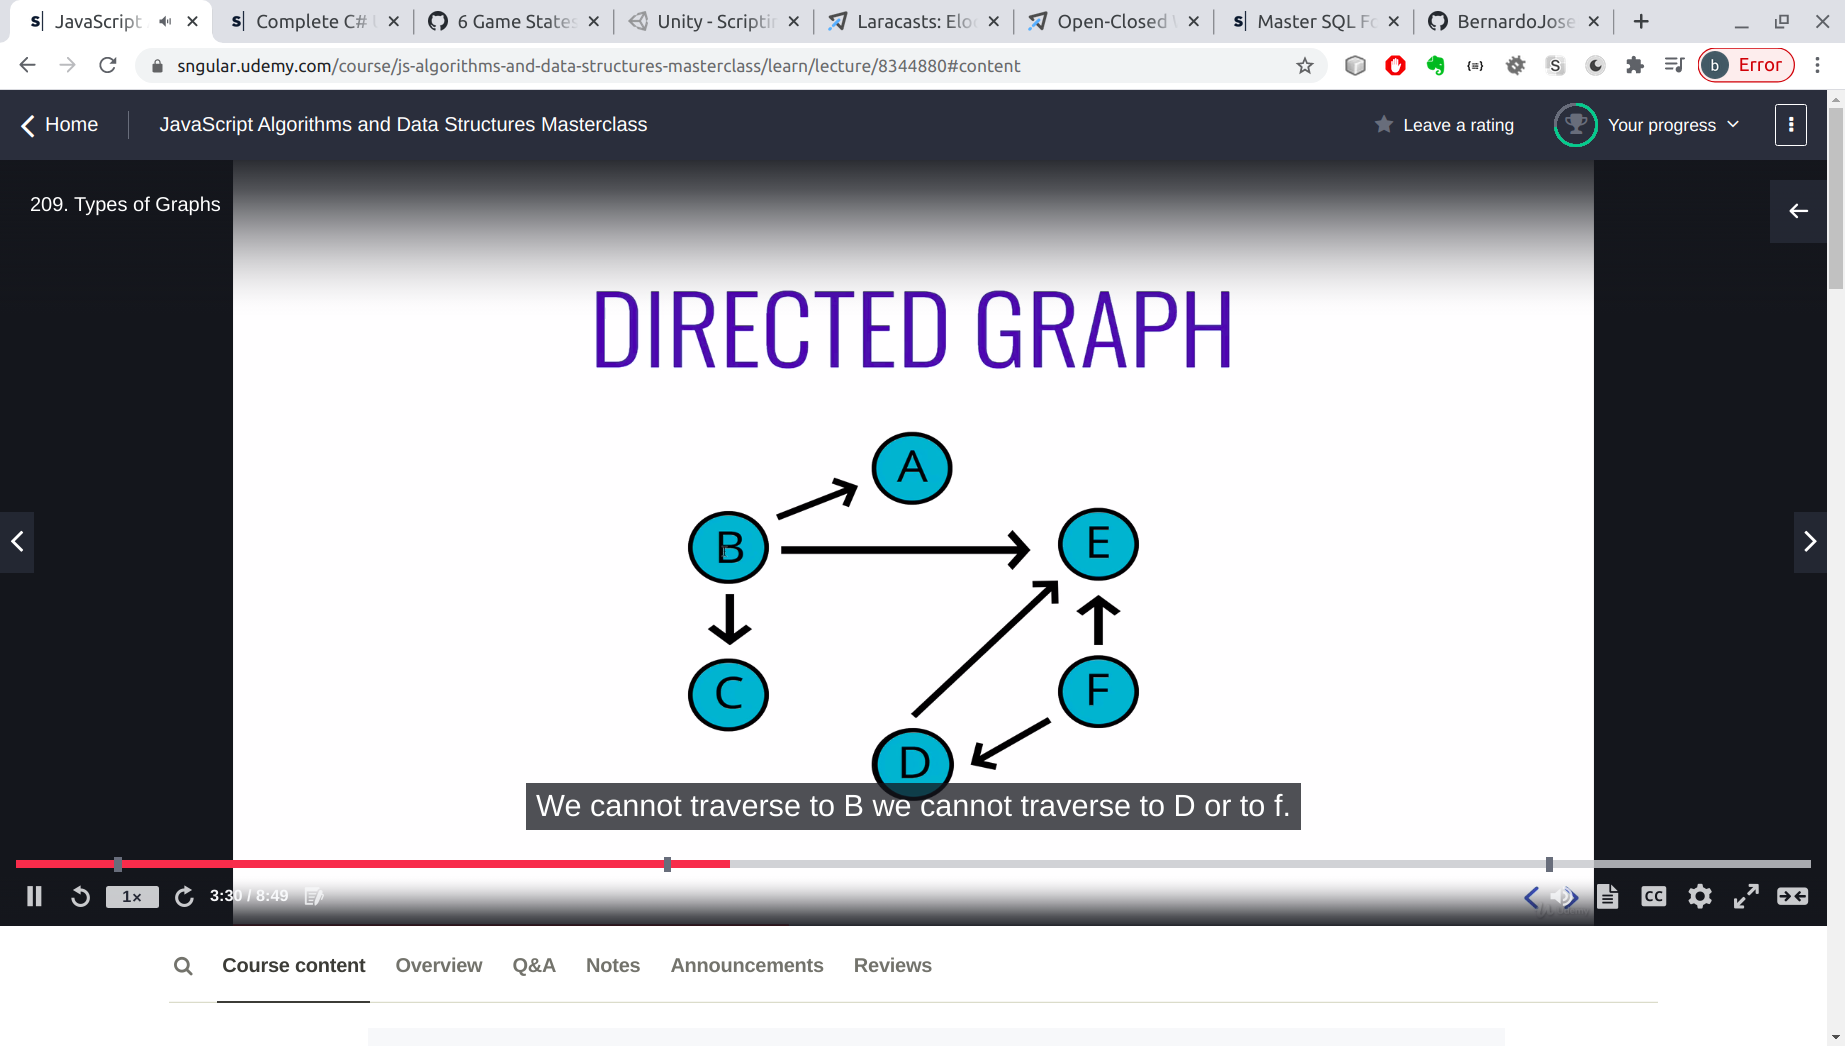 JavaScript
Complete C#
6 Game States
Unity - Scriptin
Laracasts: Elo
Open-Closed
Master SQL Fo
BernardoJose
sngular.udemy.com/course/js-algorithms-and-data-structures-masterclass/learn/lecture/8344880#content
b Error
Home
JavaScript Algorithms and Data Structures Masterclass
Leave a rating
Your progress
209. Types of Graphs
DIRECTED GRAPH
A
B
E
C
F
D
We cannot traverse to B we cannot traverse to D or to f.
1x
3:30 / 8:49
CC
Course content
Overview
Q&A
Notes
Announcements
Reviews